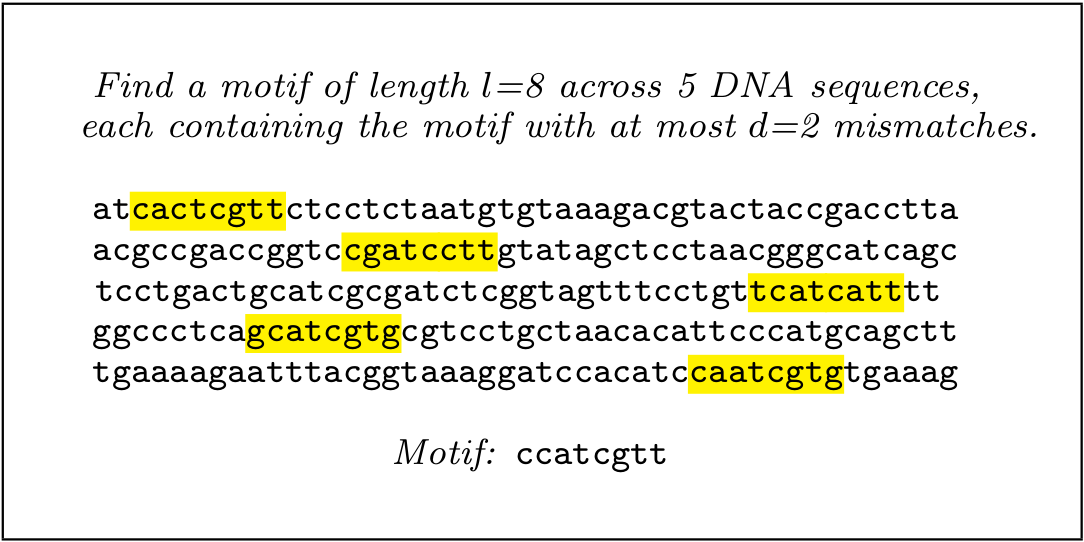 Find a motif of length l=8 across 5 DNA sequences,
each containing the motif with at most d=2 mismatches.
atcactcgttctcctctaatgtgtaaagacgtactaccgacctta
acgccgaccggtccgatccttgtatagctcctaacgggcatcagc
tcctgactgcatcgcgatctcggtagtttcctgttcatcatttt
ggccctcagcatcgtgcgtcctgctaacacattcccatgcagctt
tgaaaagaatttacggtaaaggatccacatccaatcgtgtgaaag
Motif: ccatcgtt